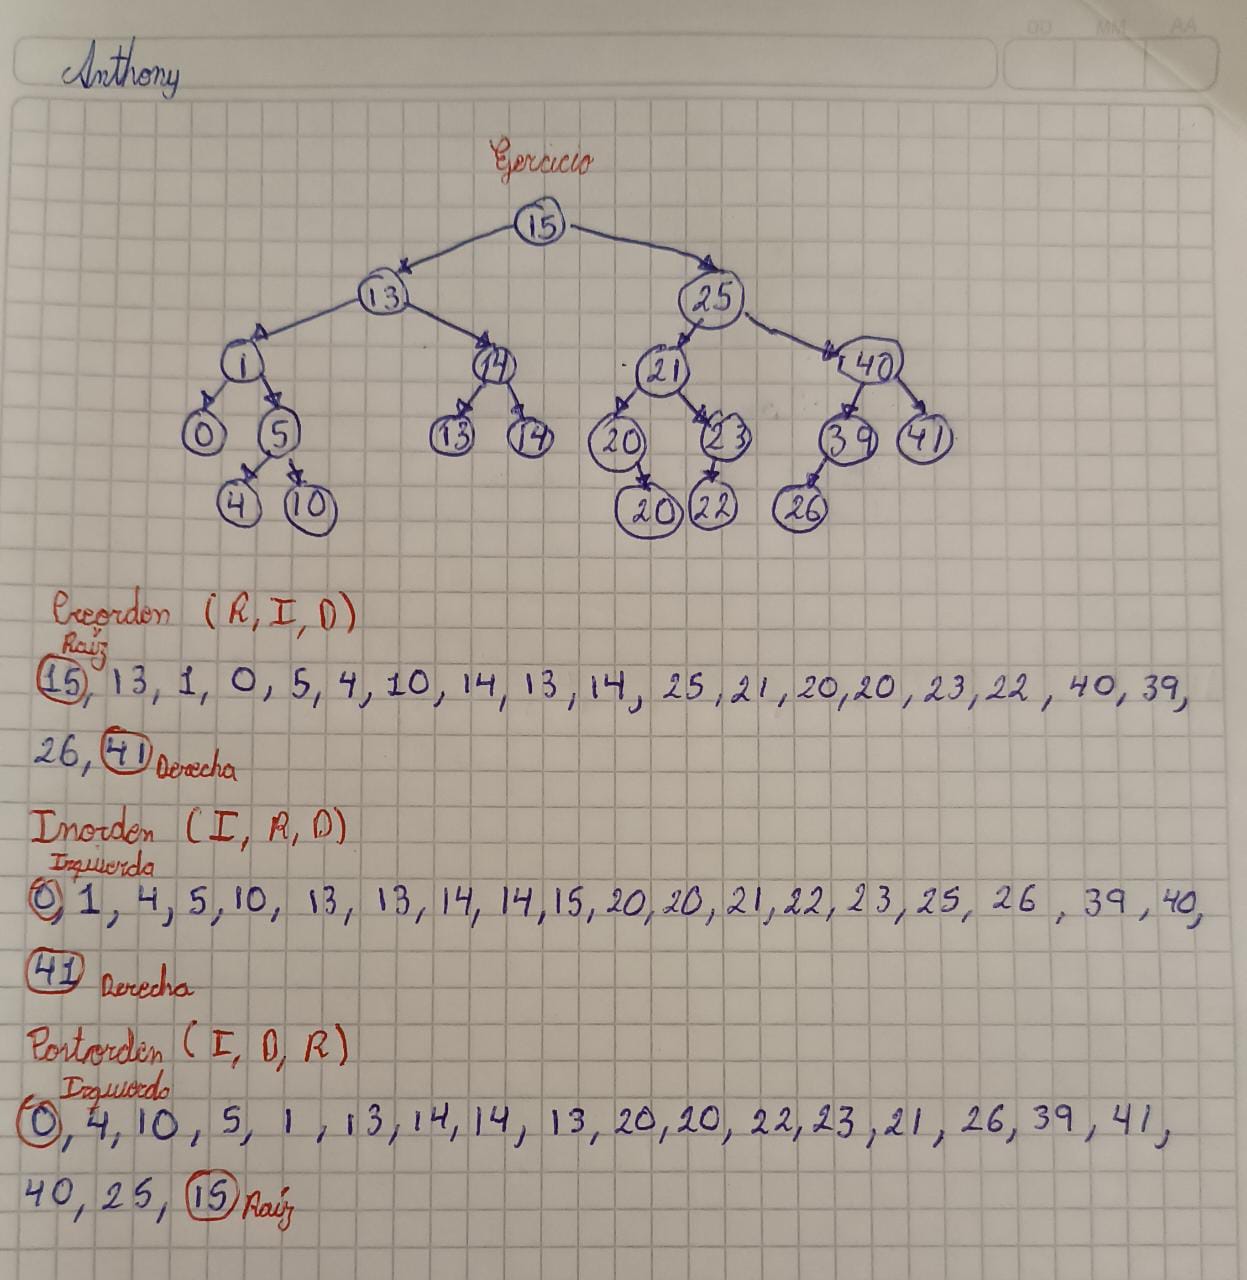 AA MM DD
Anthony
Ejercicio
15
13 25
1 14 21 40
0 5 13 14 20 23 39 41
4 10 20 22 26
Preorden (R, I, D)
Raíz
15, 13, 1, 0, 5, 4, 10, 14, 13, 14, 25, 21, 20, 20, 23, 22, 40, 39,
26, 41 Derecha
Inorden (I, R, D)
Izquierda
0, 1, 4, 5, 10, 13, 13, 14, 14, 15, 20, 20, 21, 22, 23, 25, 26, 39, 40,
41 Derecha
Postorden (I, D, R)
Izquierdo
0, 4, 10, 5, 1, 13, 14, 14, 13, 20, 20, 22, 23, 21, 26, 39, 41,
40, 25, 15 Raíz